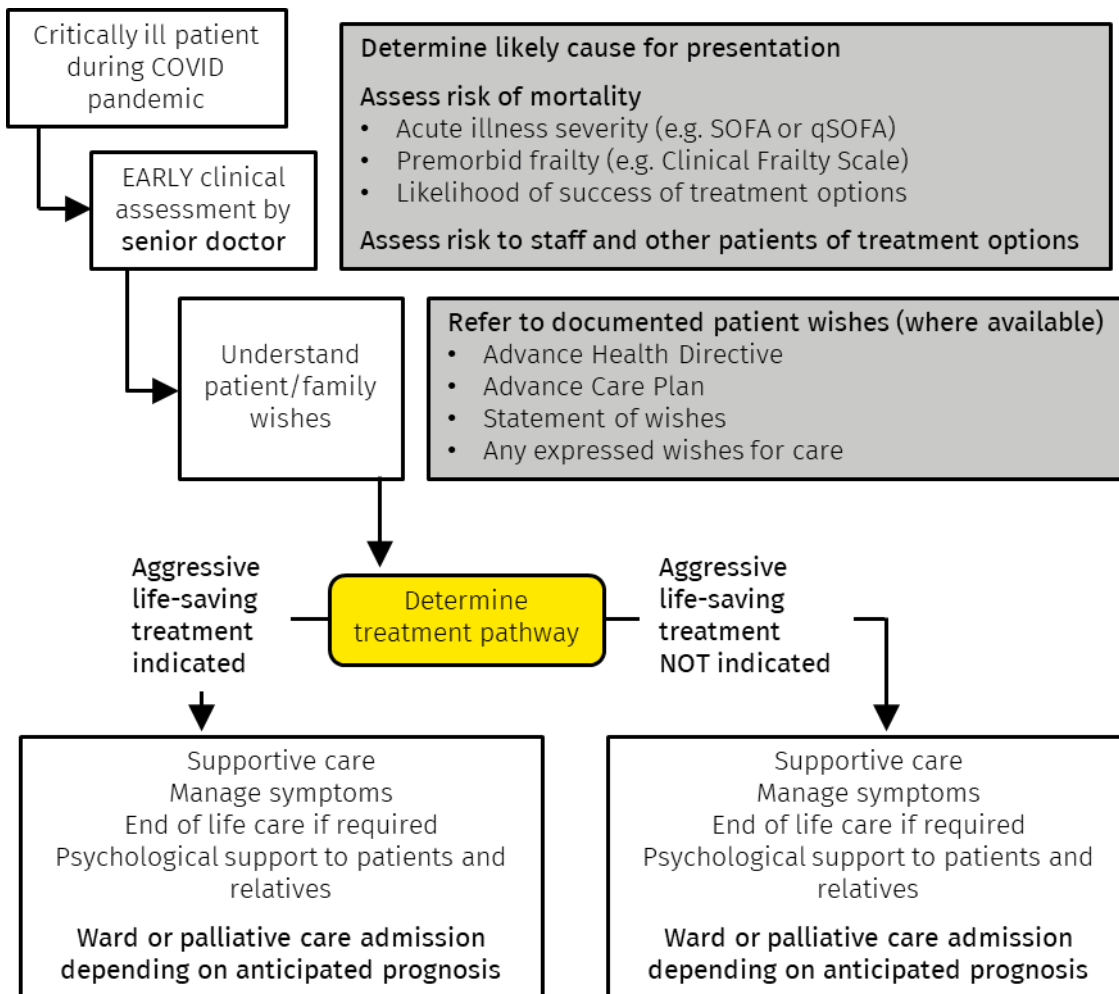 Critically ill patient
during COVID
pandemic
Determine likely cause for presentation
Assess risk of mortality
• Acute illness severity (e.g. SOFA or qSOFA)
• Premorbid frailty (e.g. Clinical Frailty Scale)
• Likelihood of success of treatment options
Assess risk to staff and other patients of treatment options
EARLY clinical
assessment by
senior doctor
Understand
patient/family
wishes
Refer to documented patient wishes (where available)
• Advance Health Directive
• Advance Care Plan
• Statement of wishes
• Any expressed wishes for care
Aggressive
life-saving
treatment
indicated
Determine
treatment pathway
Aggressive
life-saving
treatment
NOT indicated
Supportive care
Manage symptoms
End of life care if required
Psychological support to patients and
relatives
Ward or palliative care admission
depending on anticipated prognosis
Supportive care
Manage symptoms
End of life care if required
Psychological support to patients and
relatives
Ward or palliative care admission
depending on anticipated prognosis